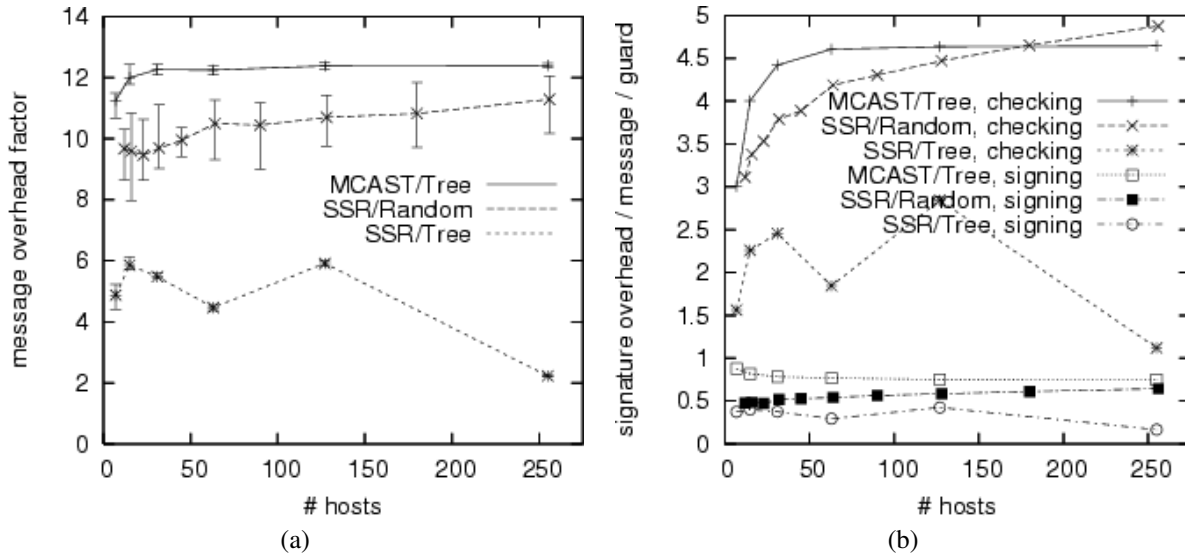 message overhead factor
14
12
10
8
6
4
2
0
MCAST/Tree
SSR/Random
SSR/Tree
0 50 100 150 200 250
# hosts
(a)
signature overhead / message / guard
5
4.5
4
3.5
3
2.5
2
1.5
1
0.5
0
MCAST/Tree, checking
SSR/Random, checking
SSR/Tree, checking
MCAST/Tree, signing
SSR/Random, signing
SSR/Tree, signing
0 50 100 150 200 250
# hosts
(b)